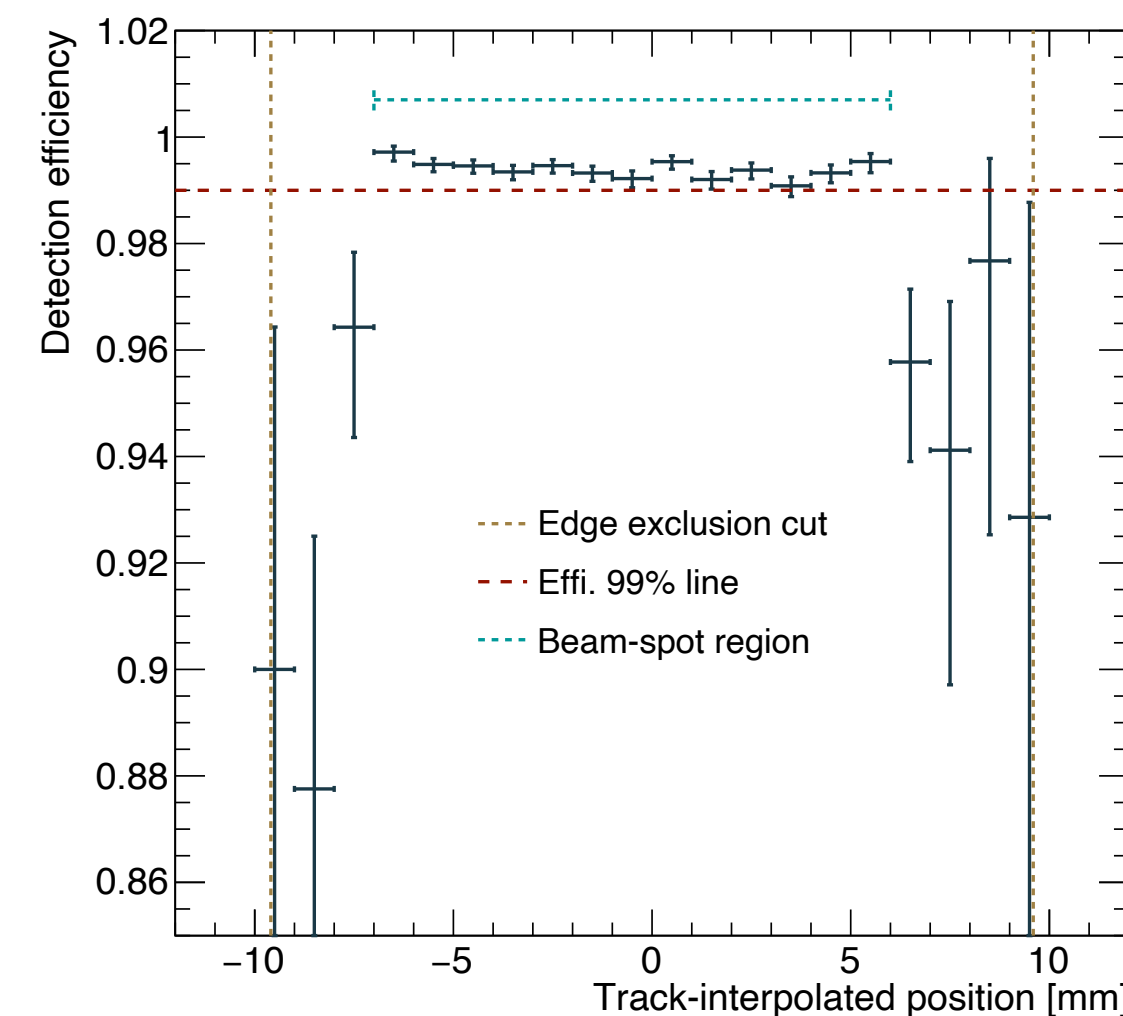 Detection efficiency
1.02
1
0.98
0.96
0.94
0.92
0.9
0.88
0.86
Edge exclusion cut
Effi. 99% line
Beam-spot region
−10 −5 0 5 10
Track-interpolated position [mm]